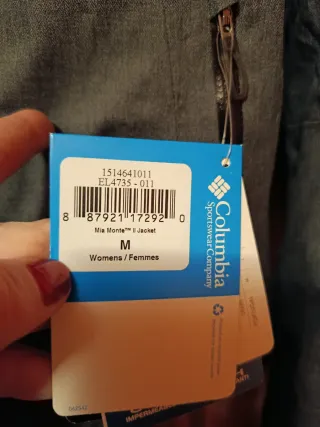 1514641011
EL4735 - 011
8 87921 17292 0
Mia Monte™ II Jacket
M
Womens / Femmes
Columbia
Sportswear Company